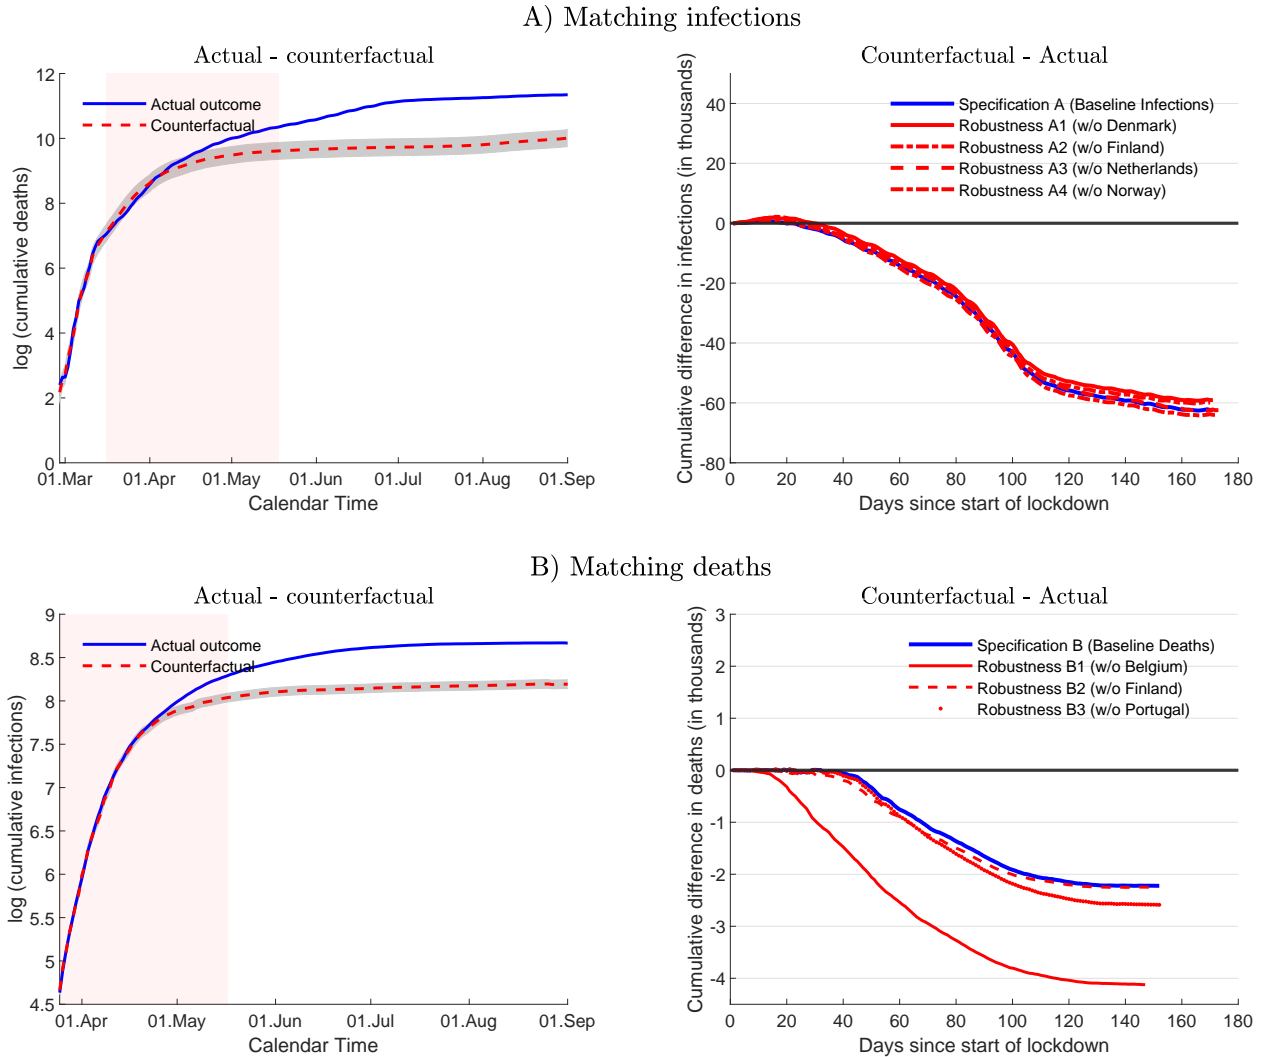 A) Matching infections
Actual - counterfactual
12
10
8
6
4
2
0
log (cumulative deaths)
Actual outcome
Counterfactual
01.Mar
01.Apr
01.May
01.Jun
01.Jul
01.Aug
01.Sep
Calendar Time
Counterfactual - Actual
40
20
0
-20
-40
-60
-80
Cumulative difference in infections (in thousands)
Specification A (Baseline Infections)
Robustness A1 (w/o Denmark)
Robustness A2 (w/o Finland)
Robustness A3 (w/o Netherlands)
Robustness A4 (w/o Norway)
0
20
40
60
80
100
120
140
160
180
Days since start of lockdown
B) Matching deaths
Actual - counterfactual
9
8.5
8
7.5
7
6.5
6
5.5
5
4.5
log (cumulative infections)
Actual outcome
Counterfactual
01.Apr
01.May
01.Jun
01.Jul
01.Aug
01.Sep
Calendar Time
Counterfactual - Actual
3
2
1
0
-1
-2
-3
-4
Cumulative difference in deaths (in thousands)
Specification B (Baseline Deaths)
Robustness B1 (w/o Belgium)
Robustness B2 (w/o Finland)
Robustness B3 (w/o Portugal)
0
20
40
60
80
100
120
140
160
180
Days since start of lockdown